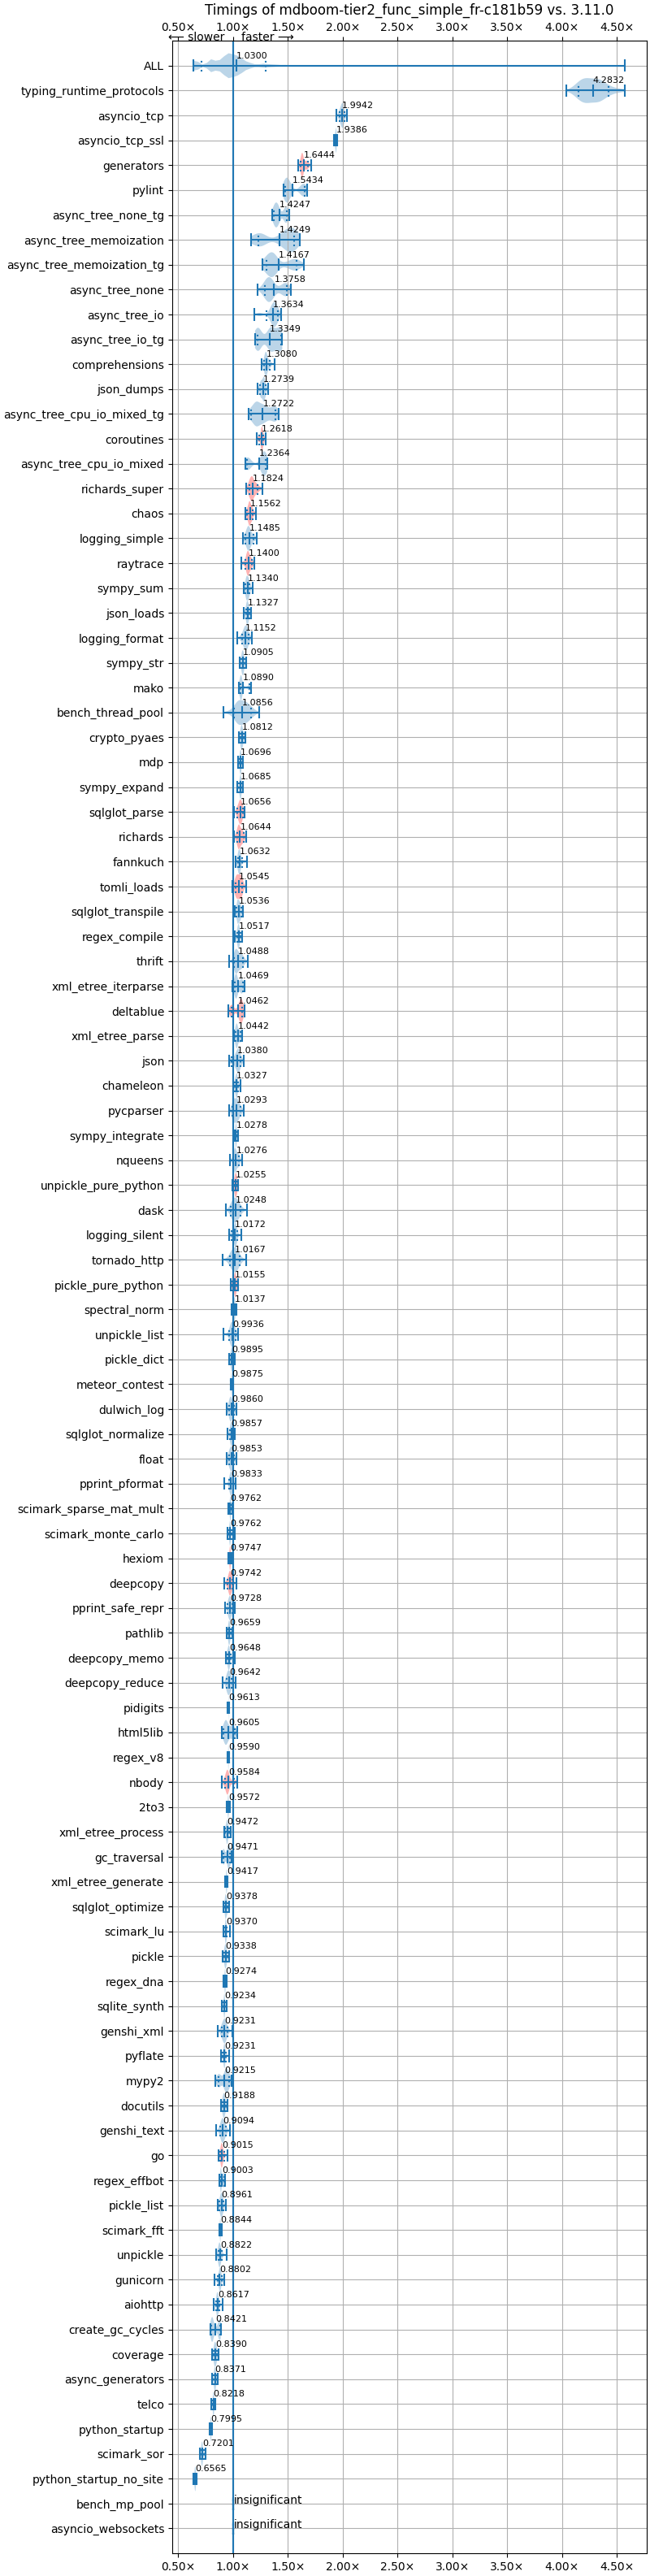 Timings of mdboom-tier2_func_simple_fr-c181b59 vs. 3.11.0
0.50× 1.00× 1.50× 2.00× 2.50× 3.00× 3.50× 4.00× 4.50×
⟵ slower faster ⟶
ALL 1.0300
typing_runtime_protocols 4.2832
asyncio_tcp 1.9942
asyncio_tcp_ssl 1.9386
generators 1.6444
pylint 1.5434
async_tree_none_tg 1.4247
async_tree_memoization 1.4249
async_tree_memoization_tg 1.4167
async_tree_none 1.3758
async_tree_io 1.3634
async_tree_io_tg 1.3349
comprehensions 1.3080
json_dumps 1.2739
async_tree_cpu_io_mixed_tg 1.2722
coroutines 1.2618
async_tree_cpu_io_mixed 1.2364
richards_super 1.1824
chaos 1.1562
logging_simple 1.1485
raytrace 1.1400
sympy_sum 1.1340
json_loads 1.1327
logging_format 1.1152
sympy_str 1.0905
mako 1.0890
bench_thread_pool 1.0856
crypto_pyaes 1.0812
mdp 1.0696
sympy_expand 1.0685
sqlglot_parse 1.0656
richards 1.0644
fannkuch 1.0632
tomli_loads 1.0545
sqlglot_transpile 1.0536
regex_compile 1.0517
thrift 1.0488
xml_etree_iterparse 1.0469
deltablue 1.0462
xml_etree_parse 1.0442
json 1.0380
chameleon 1.0327
pycparser 1.0293
sympy_integrate 1.0278
nqueens 1.0276
unpickle_pure_python 1.0255
dask 1.0248
logging_silent 1.0172
tornado_http 1.0167
pickle_pure_python 1.0155
spectral_norm 1.0137
unpickle_list 0.9936
pickle_dict 0.9895
meteor_contest 0.9875
dulwich_log 0.9860
sqlglot_normalize 0.9857
float 0.9853
pprint_pformat 0.9833
scimark_sparse_mat_mult 0.9762
scimark_monte_carlo 0.9762
hexiom 0.9747
deepcopy 0.9742
pprint_safe_repr 0.9728
pathlib 0.9659
deepcopy_memo 0.9648
deepcopy_reduce 0.9642
pidigits 0.9613
html5lib 0.9605
regex_v8 0.9590
nbody 0.9584
2to3 0.9572
xml_etree_process 0.9472
gc_traversal 0.9471
xml_etree_generate 0.9417
sqlglot_optimize 0.9378
scimark_lu 0.9370
pickle 0.9338
regex_dna 0.9274
sqlite_synth 0.9234
genshi_xml 0.9231
pyflate 0.9231
mypy2 0.9215
docutils 0.9188
genshi_text 0.9094
go 0.9015
regex_effbot 0.9003
pickle_list 0.8961
scimark_fft 0.8844
unpickle 0.8822
gunicorn 0.8802
aiohttp 0.8617
create_gc_cycles 0.8421
coverage 0.8390
async_generators 0.8371
telco 0.8218
python_startup 0.7995
scimark_sor 0.7201
python_startup_no_site 0.6565
bench_mp_pool insignificant
asyncio_websockets insignificant
0.50× 1.00× 1.50× 2.00× 2.50× 3.00× 3.50× 4.00× 4.50×